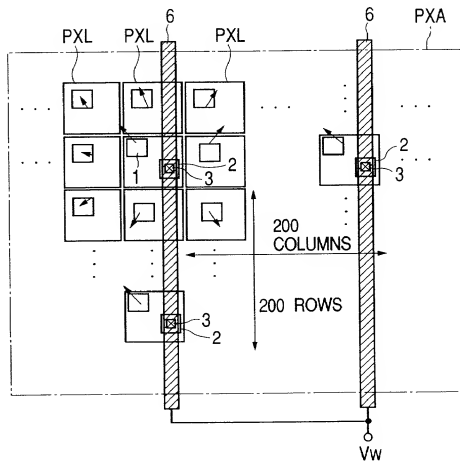 6 6
PXL PXL PXL PXA
1 2 3 2 3
200 COLUMNS
200 ROWS
3
2
Vw